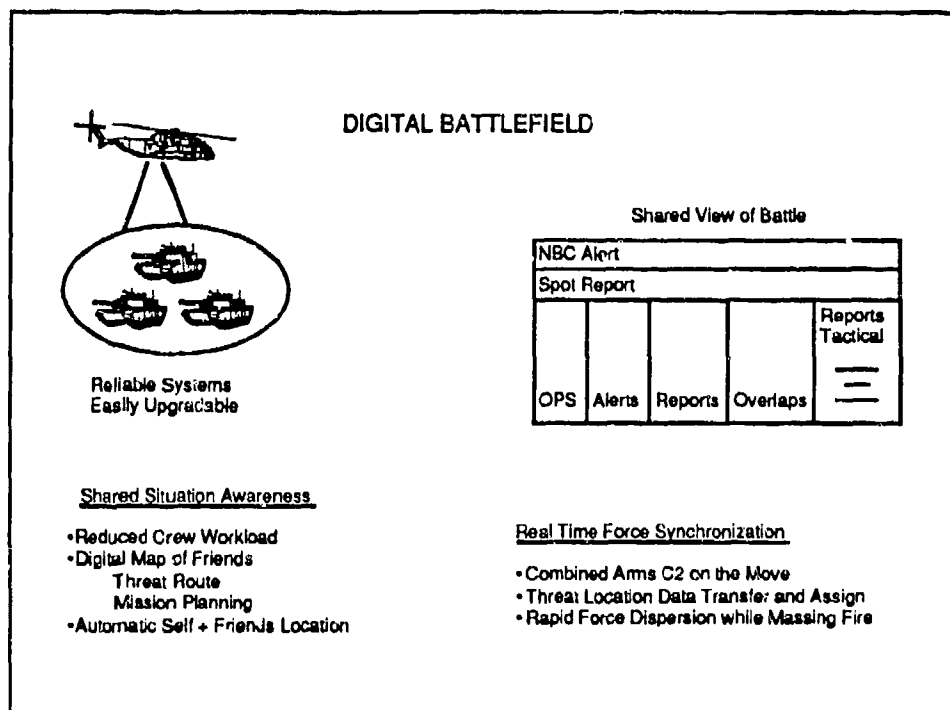 DIGITAL BATTLEFIELD
Reliable Systems
Easily Upgradable
Shared View of Battle
NBC Alert
Spot Report
OPS
Alerts
Reports
Overlaps
Reports
Tactical
Shared Situation Awareness
•Reduced Crew Workload
•Digital Map of Friends
Threat Route
Mission Planning
•Automatic Self + Friends Location
Real Time Force Synchronization
•Combined Arms C2 on the Move
•Threat Location Data Transfer and Assign
•Rapid Force Dispersion while Massing Fire